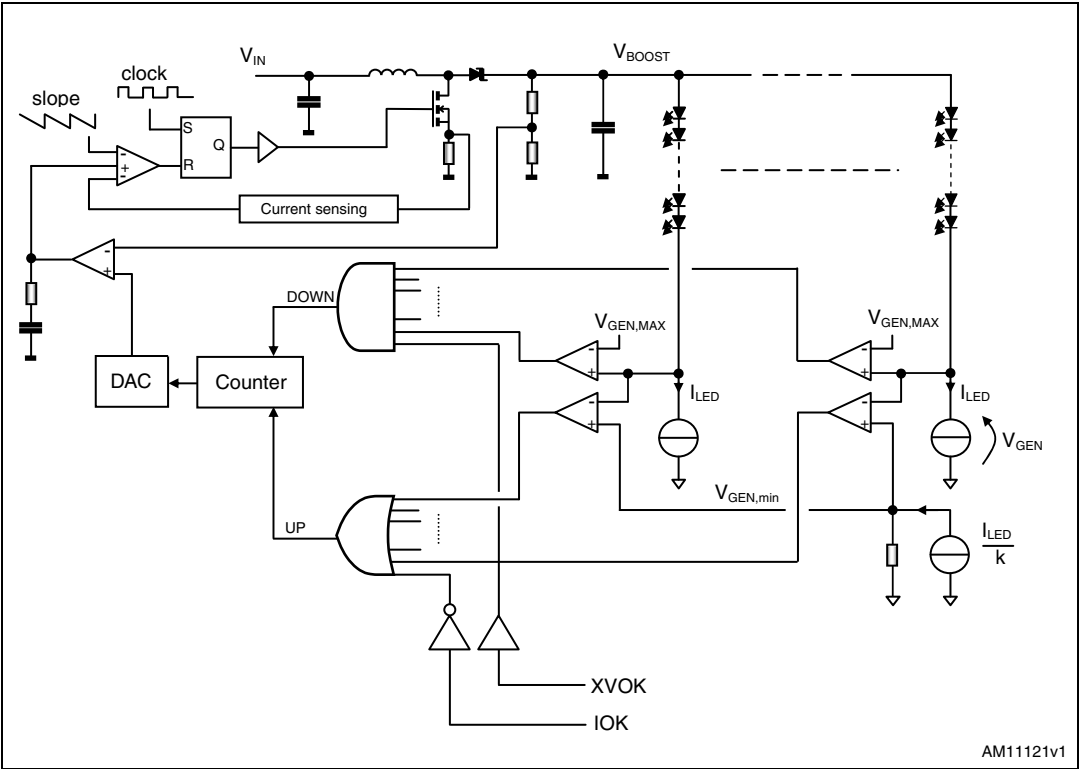 V_IN
V_BOOST
clock
slope
S
Q
R
-
+
-
Current sensing
-
+
DOWN
V_GEN,MAX
V_GEN,MAX
-
+
-
+
DAC
Counter
I_LED
I_LED
-
+
-
+
V_GEN
V_GEN,min
UP
I_LED
k
XVOK
IOK
AM11121v1